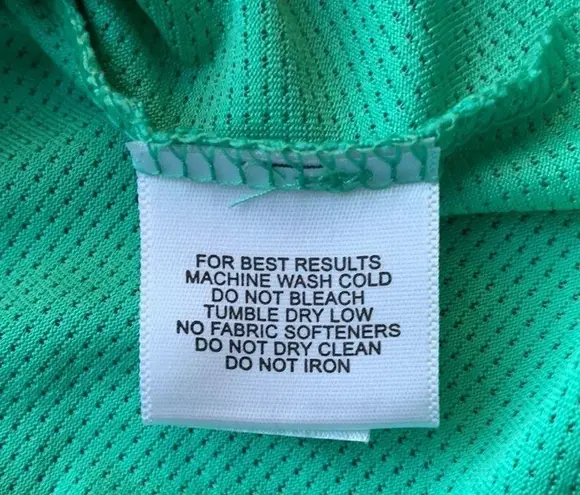 FOR BEST RESULTS
MACHINE WASH COLD
DO NOT BLEACH
TUMBLE DRY LOW
NO FABRIC SOFTENERS
DO NOT DRY CLEAN
DO NOT IRON